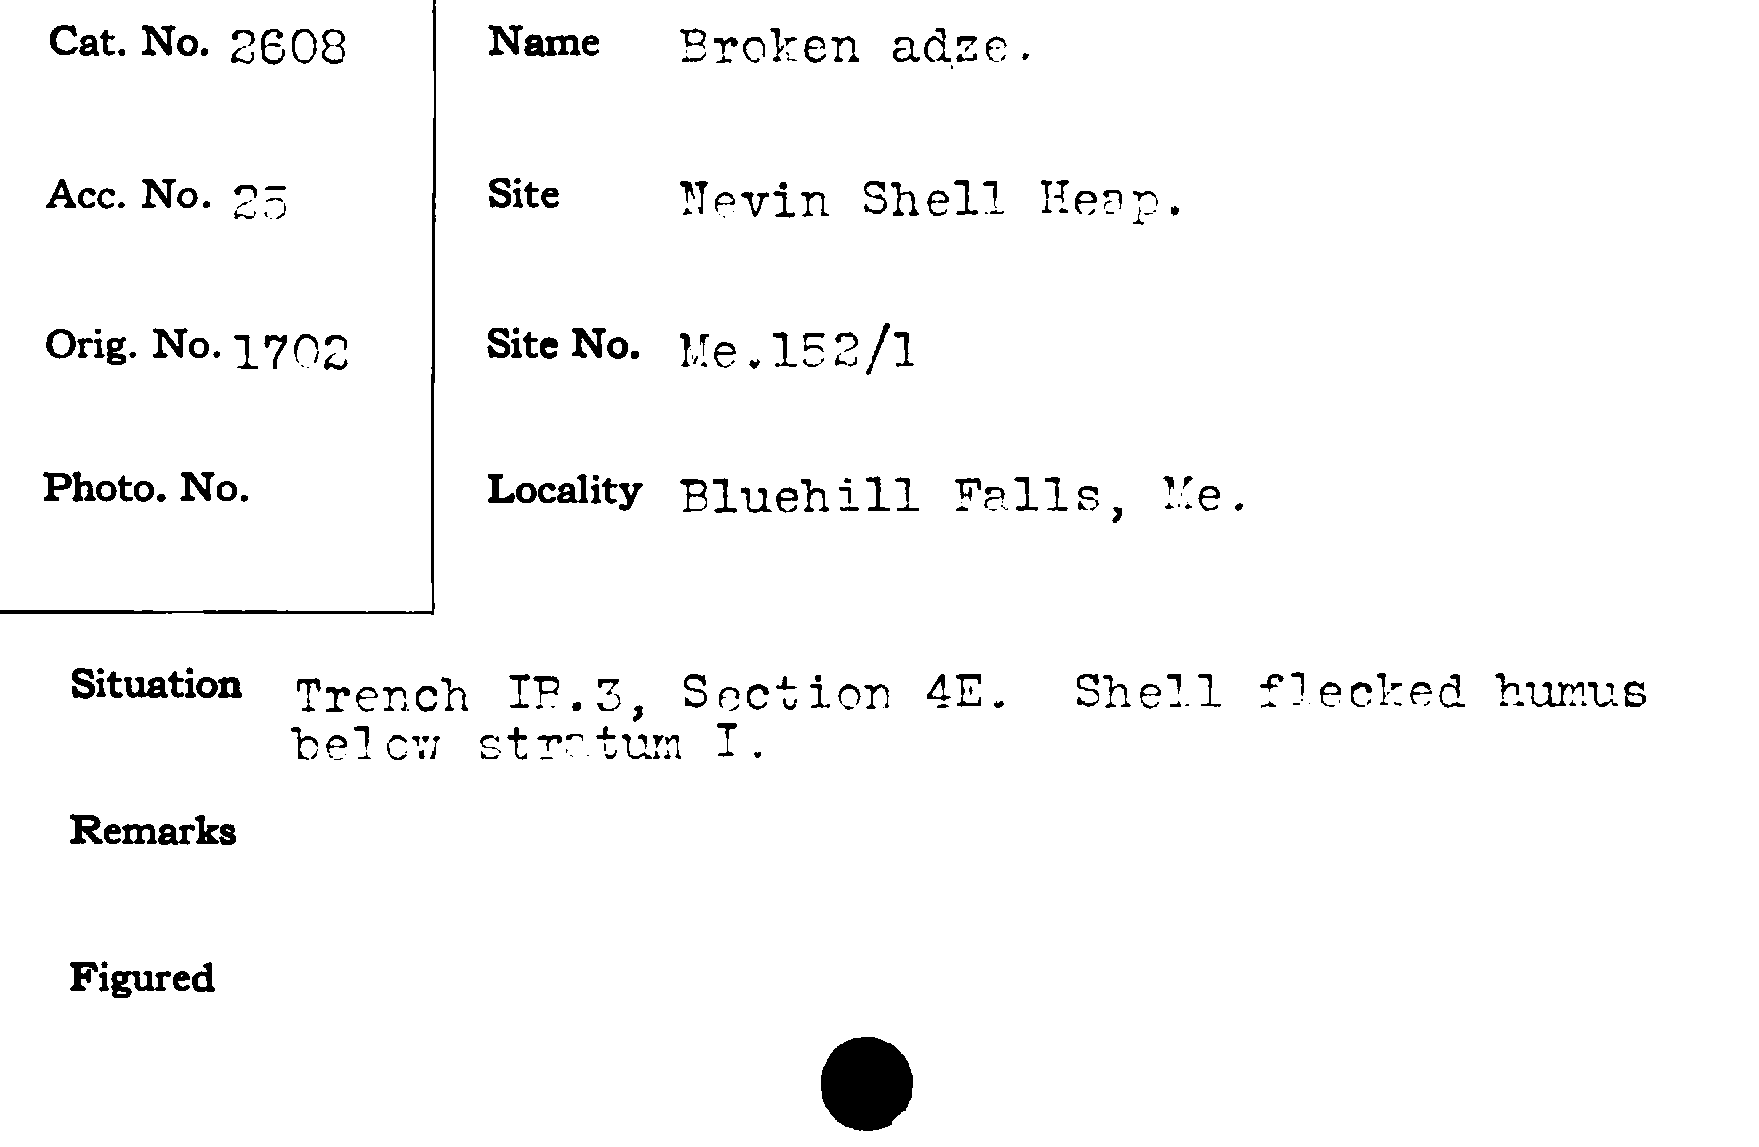 Cat. No. 2608
Name Broken adze.
Acc. No. 25
Site Nevin Shell Heap.
Orig. No. 1702
Site No. Me.152/1
Photo. No.
Locality Bluehill Falls, Me.
Situation Trench IR.3, Section 4E. Shell flecked humus
below stratum I.
Remarks
Figured